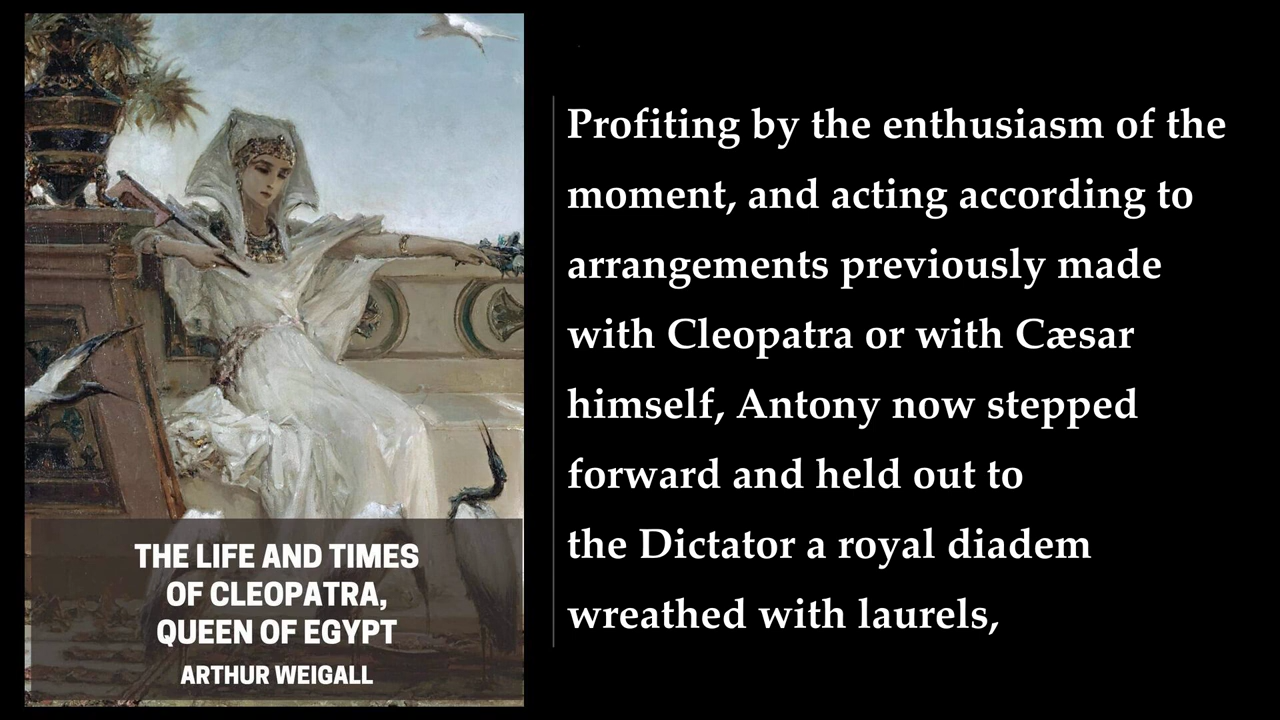 THE LIFE AND TIMES
OF CLEOPATRA,
QUEEN OF EGYPT
ARTHUR WEIGALL
Profiting by the enthusiasm of the
moment, and acting according to
arrangements previously made
with Cleopatra or with Cæsar
himself, Antony now stepped
forward and held out to
the Dictator a royal diadem
wreathed with laurels,